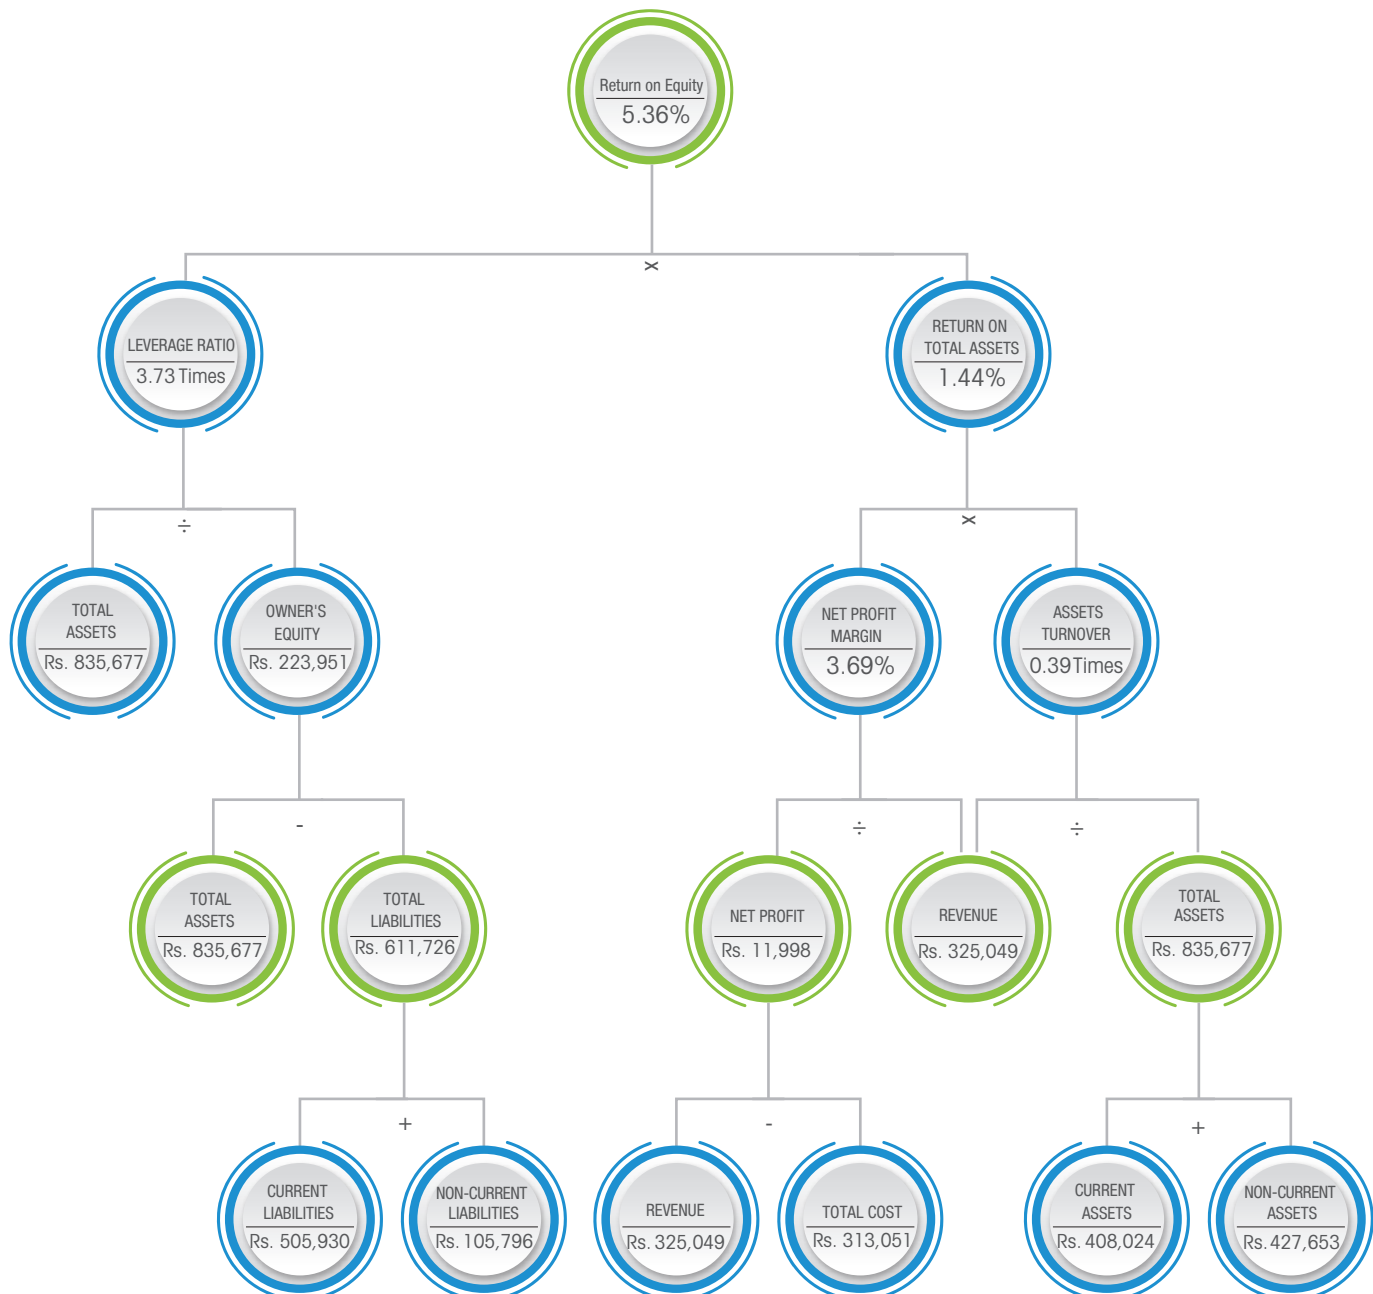 Return on Equity
5.36%
x
LEVERAGE RATIO
3.73 Times
RETURN ON
TOTAL ASSETS
1.44%
÷
x
TOTAL
ASSETS
Rs. 835,677
OWNER'S
EQUITY
Rs. 223,951
NET PROFIT
MARGIN
3.69%
ASSETS
TURNOVER
0.39 Times
-
÷
÷
TOTAL
ASSETS
Rs. 835,677
TOTAL
LIABILITIES
Rs. 611,726
NET PROFIT
Rs. 11,998
REVENUE
Rs. 325,049
TOTAL
ASSETS
Rs. 835,677
+
-
+
CURRENT
LIABILITIES
Rs. 505,930
NON-CURRENT
LIABILITIES
Rs. 105,796
REVENUE
Rs. 325,049
TOTAL COST
Rs. 313,051
CURRENT
ASSETS
Rs. 408,024
NON-CURRENT
ASSETS
Rs. 427,653